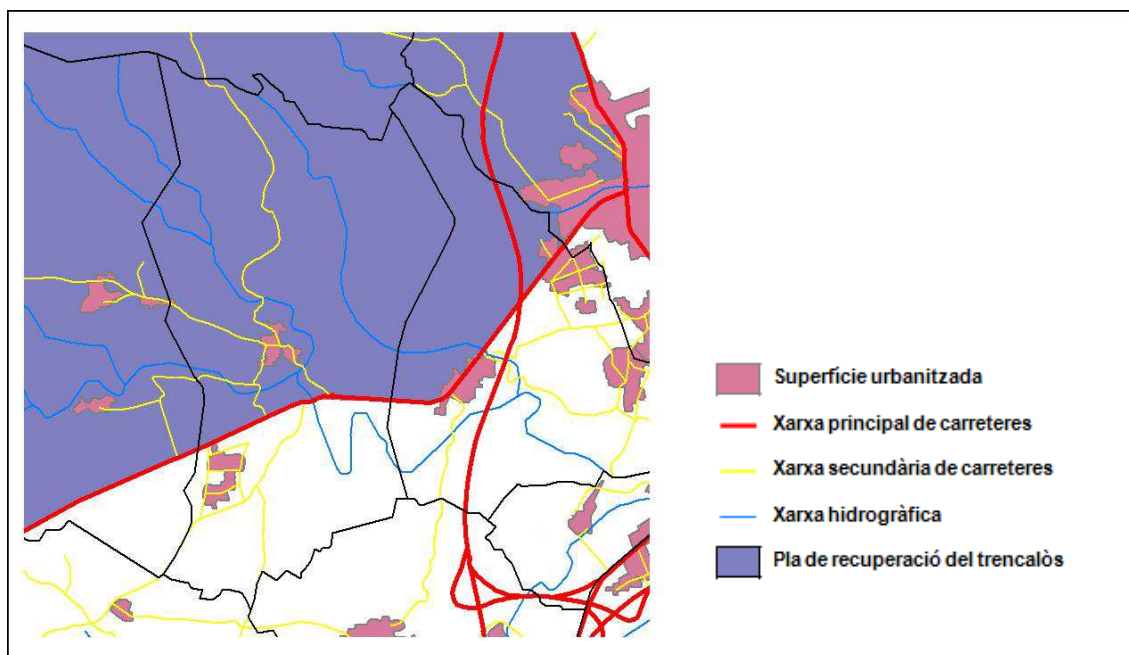 Superfície urbanitzada
Xarxa principal de carreteres
Xarxa secundària de carreteres
Xarxa hidrogràfica
Pla de recuperació del trencalòs